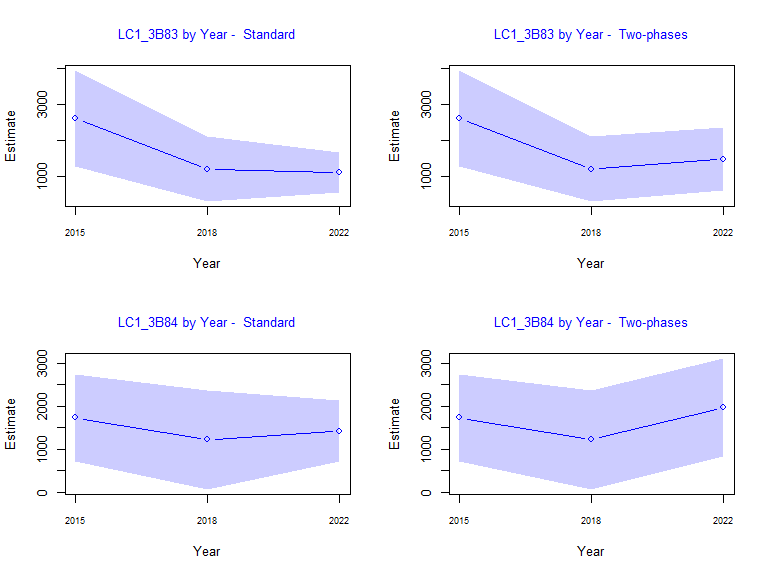 LC1_3B83 by Year -  Standard
Estimate
3000
1000
2015 2018 2022
Year
LC1_3B83 by Year -  Two-phases
Estimate
3000
1000
2015 2018 2022
Year
LC1_3B84 by Year -  Standard
Estimate
3000
2000
1000
0
2015 2018 2022
Year
LC1_3B84 by Year -  Two-phases
Estimate
3000
2000
1000
0
2015 2018 2022
Year